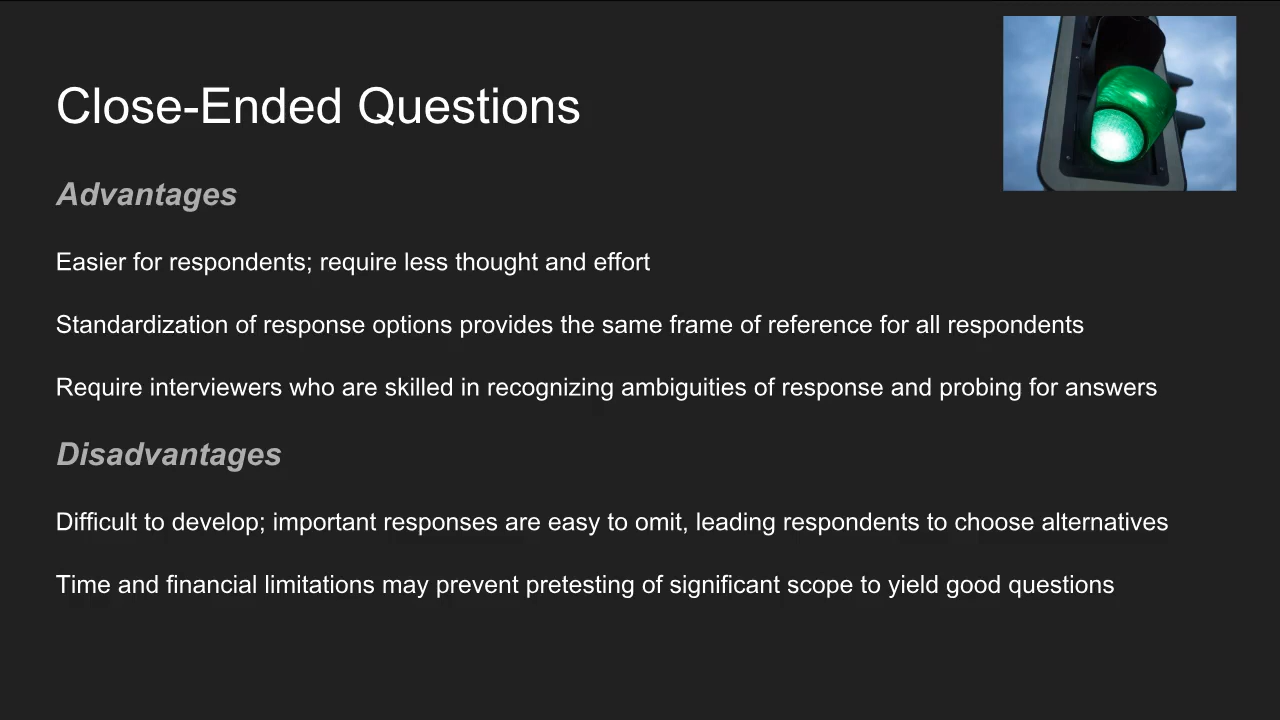 Close-Ended Questions
Advantages
Easier for respondents; require less thought and effort
Standardization of response options provides the same frame of reference for all respondents
Require interviewers who are skilled in recognizing ambiguities of response and probing for answers
Disadvantages
Difficult to develop; important responses are easy to omit, leading respondents to choose alternatives
Time and financial limitations may prevent pretesting of significant scope to yield good questions